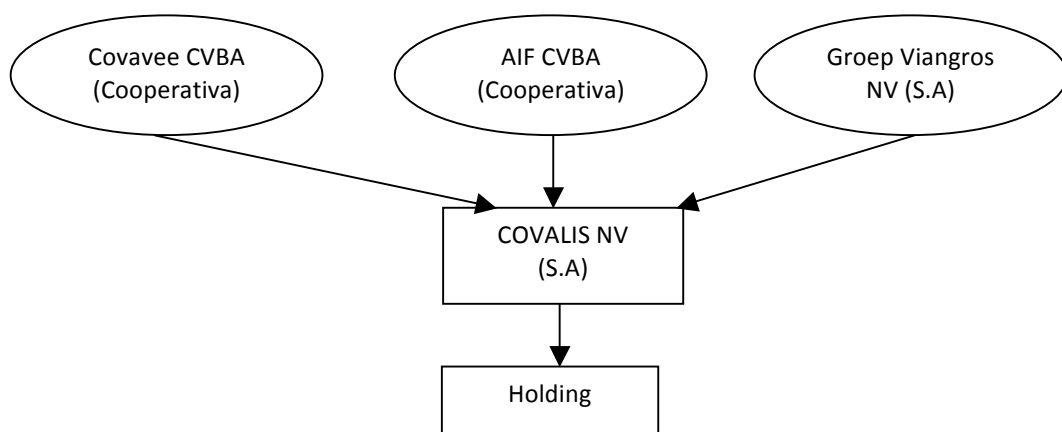 Covavee CVBA
(Cooperativa)
AIF CVBA
(Cooperativa)
Groep Viangros
NV (S.A)
COVALIS NV
(S.A)
Holding